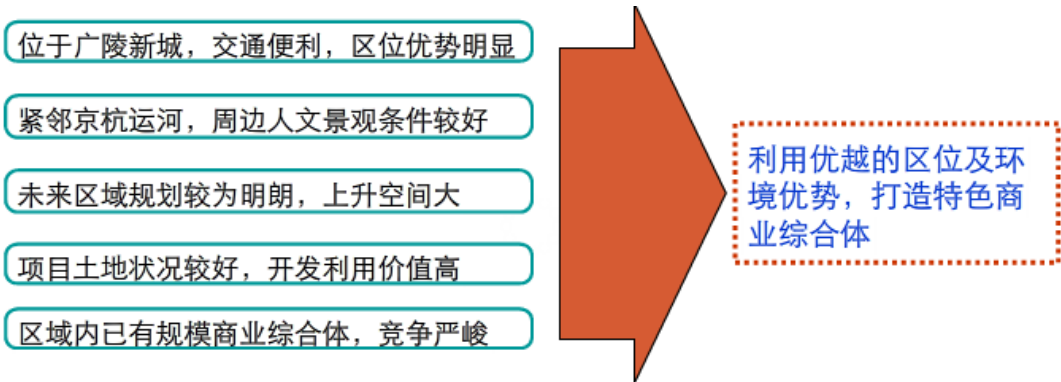 位于广陵新城，交通便利，区位优势明显
紧邻京杭运河，周边人文景观条件较好
未来区域规划较为明朗，上升空间大
项目土地状况较好，开发利用价值高
区域内已有规模商业综合体，竞争严峻
利用优越的区位及环
境优势，打造特色商
业综合体